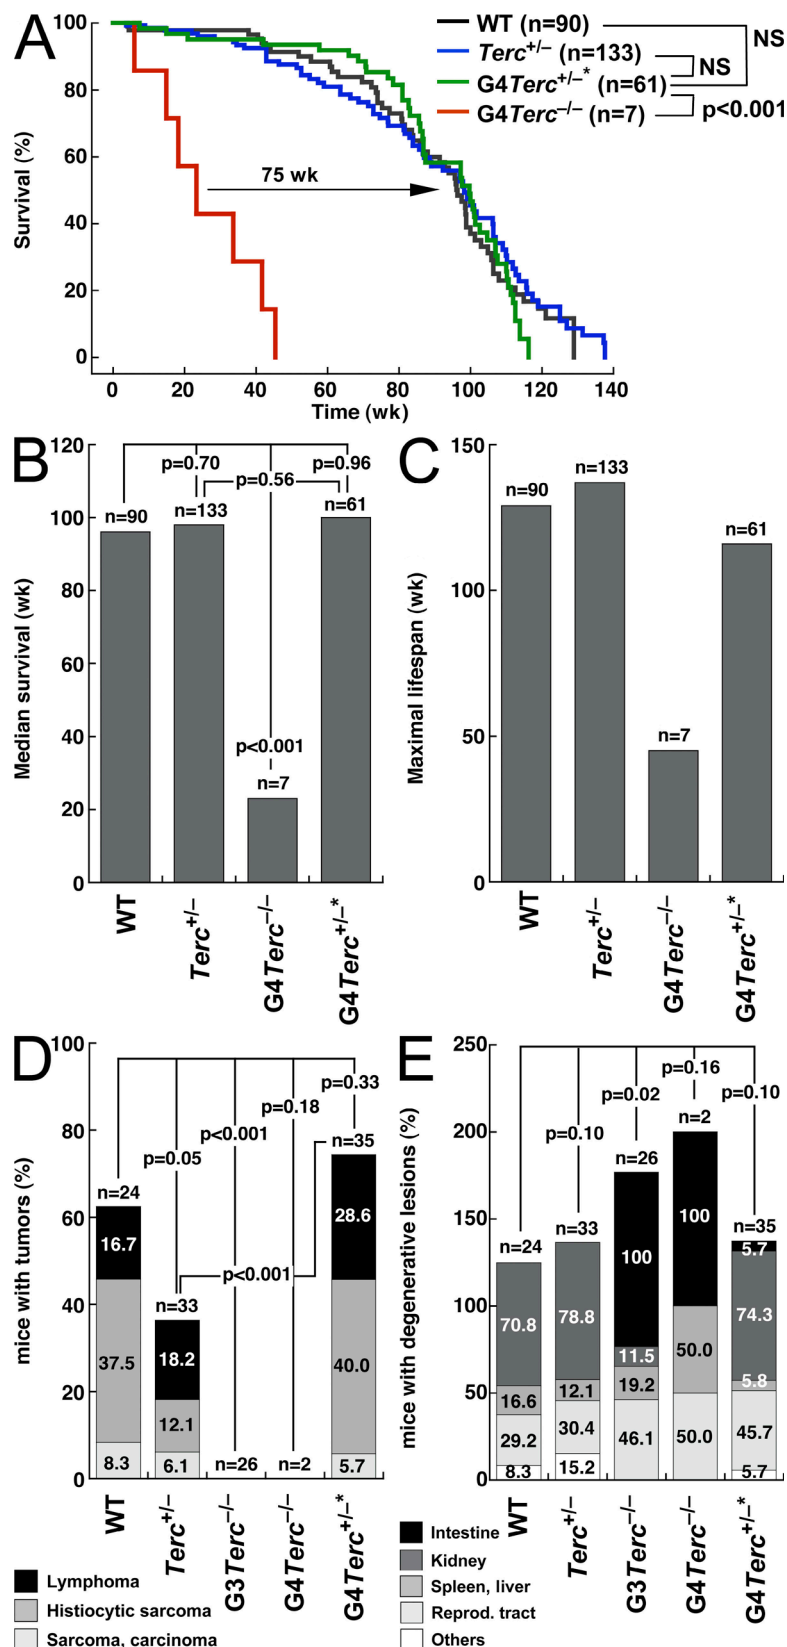 A
Survival (%)
100
80
60
40
20
0
0 20 40 60 80 100 120 140
Time (wk)
75 wk
WT (n=90)
Terc+/– (n=133)
G4Terc+/–* (n=61)
G4Terc–/– (n=7)
NS
NS
p<0.001
B
Median survival (wk)
120
100
80
60
40
20
0
p=0.70
p=0.96
p=0.56
p<0.001
n=90
n=133
n=7
n=61
WT
Terc+/–
G4Terc–/–
G4Terc+/–*
C
Maximal lifespan (wk)
150
100
50
0
n=90
n=133
n=7
n=61
WT
Terc+/–
G4Terc–/–
G4Terc+/–*
D
mice with tumors (%)
100
80
60
40
20
0
p=0.33
p=0.18
p<0.001
p=0.05
p<0.001
n=24
n=33
n=26
n=2
n=35
16.7
37.5
8.3
18.2
12.1
6.1
28.6
40.0
5.7
WT
Terc+/–
G3Terc–/–
G4Terc–/–
G4Terc+/–*
Lymphoma
Histiocytic sarcoma
Sarcoma, carcinoma
E
mice with degenerative lesions (%)
250
200
150
100
50
0
p=0.16
p=0.02
p=0.10
p=0.10
n=24
n=33
n=26
n=2
n=35
70.8
16.6
29.2
8.3
78.8
12.1
30.4
15.2
100
11.5
19.2
46.1
100
50.0
50.0
5.7
74.3
5.8
45.7
5.7
WT
Terc+/–
G3Terc–/–
G4Terc–/–
G4Terc+/–*
Intestine
Kidney
Spleen, liver
Reprod. tract
Others